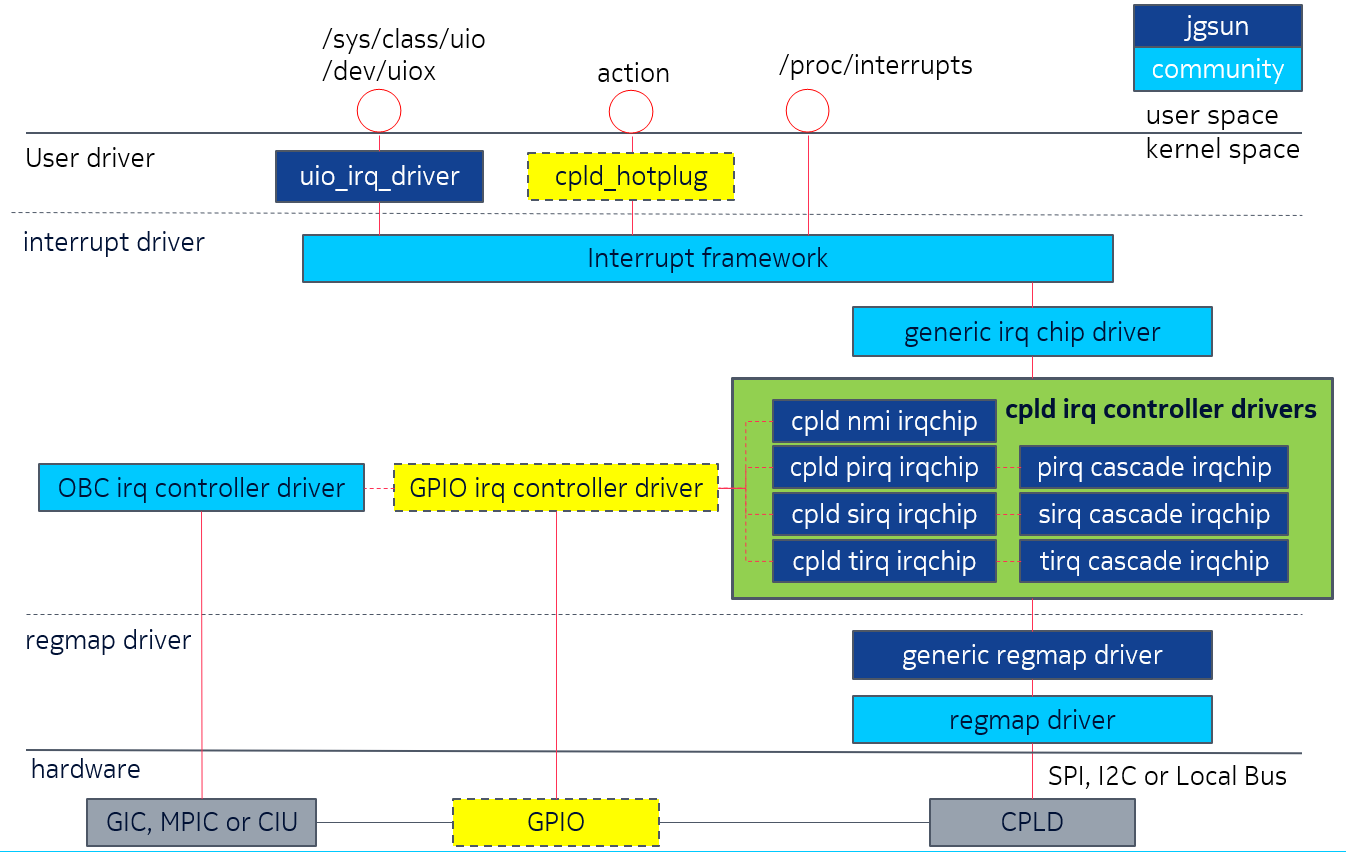 /sys/class/uio
/dev/uiox
action
/proc/interrupts
jgsun
community
user space
kernel space
User driver
uio_irq_driver
cpld_hotplug
interrupt driver
Interrupt framework
generic irq chip driver
cpld irq controller drivers
cpld nmi irqchip
cpld pirq irqchip
pirq cascade irqchip
OBC irq controller driver
GPIO irq controller driver
cpld sirq irqchip
sirq cascade irqchip
cpld tirq irqchip
tirq cascade irqchip
regmap driver
generic regmap driver
regmap driver
hardware
SPI, I2C or Local Bus
GIC, MPIC or CIU
GPIO
CPLD